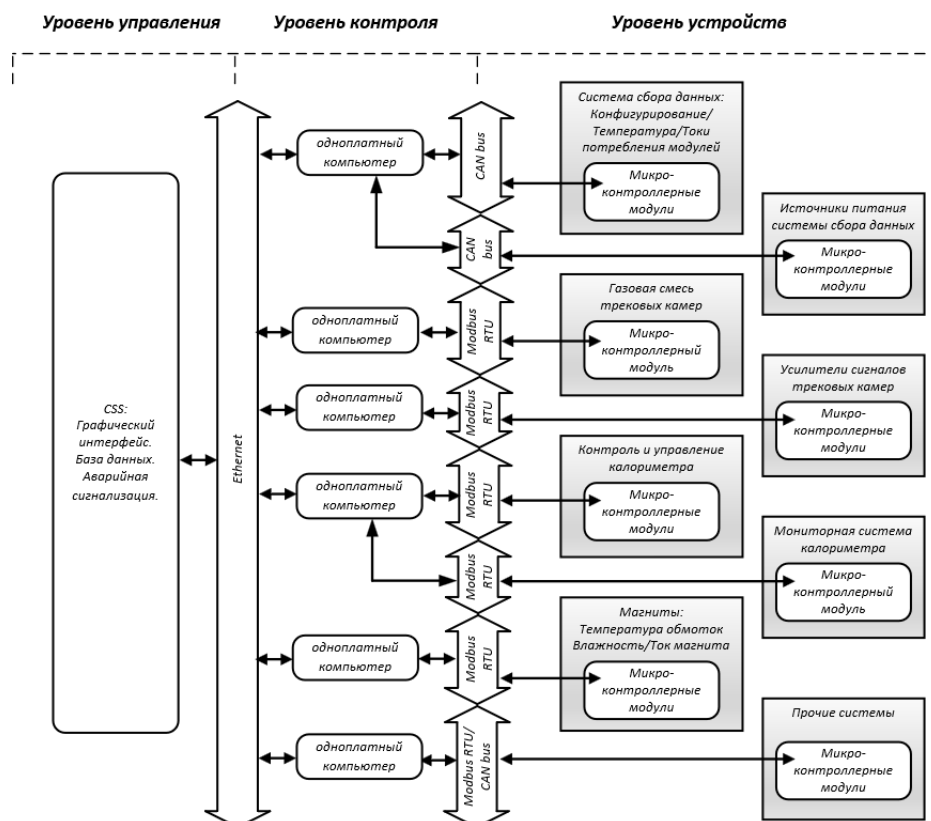 Уровень управления
Уровень контроля
Уровень устройств
CSS:
Графический
интерфейс.
База данных.
Аварийная
сигнализация.
Ethernet
одноплатный
компьютер
CAN bus
Система сбора данных:
Конфигурирование/
Температура/Токи
потребления модулей
Микро-
контроллерные
модули
CAN
bus
Источники питания
системы сбора данных
Микро-
контроллерные
модули
одноплатный
компьютер
Modbus
RTU
Газовая смесь
трековых камер
Микро-
контроллерный
модуль
одноплатный
компьютер
Modbus
RTU
Усилители сигналов
трековых камер
Микро-
контроллерные
модули
одноплатный
компьютер
Modbus
RTU
Контроль и управление
калориметра
Микро-
контроллерные
модули
Modbus
RTU
Мониторная система
калориметра
Микро-
контроллерный
модуль
одноплатный
компьютер
Modbus
RTU
Магниты:
Температура обмоток
Влажность/Ток магнита
Микро-
контроллерные
модули
одноплатный
компьютер
Modbus RTU/
CAN bus
Прочие системы
Микро-
контроллерные
модули